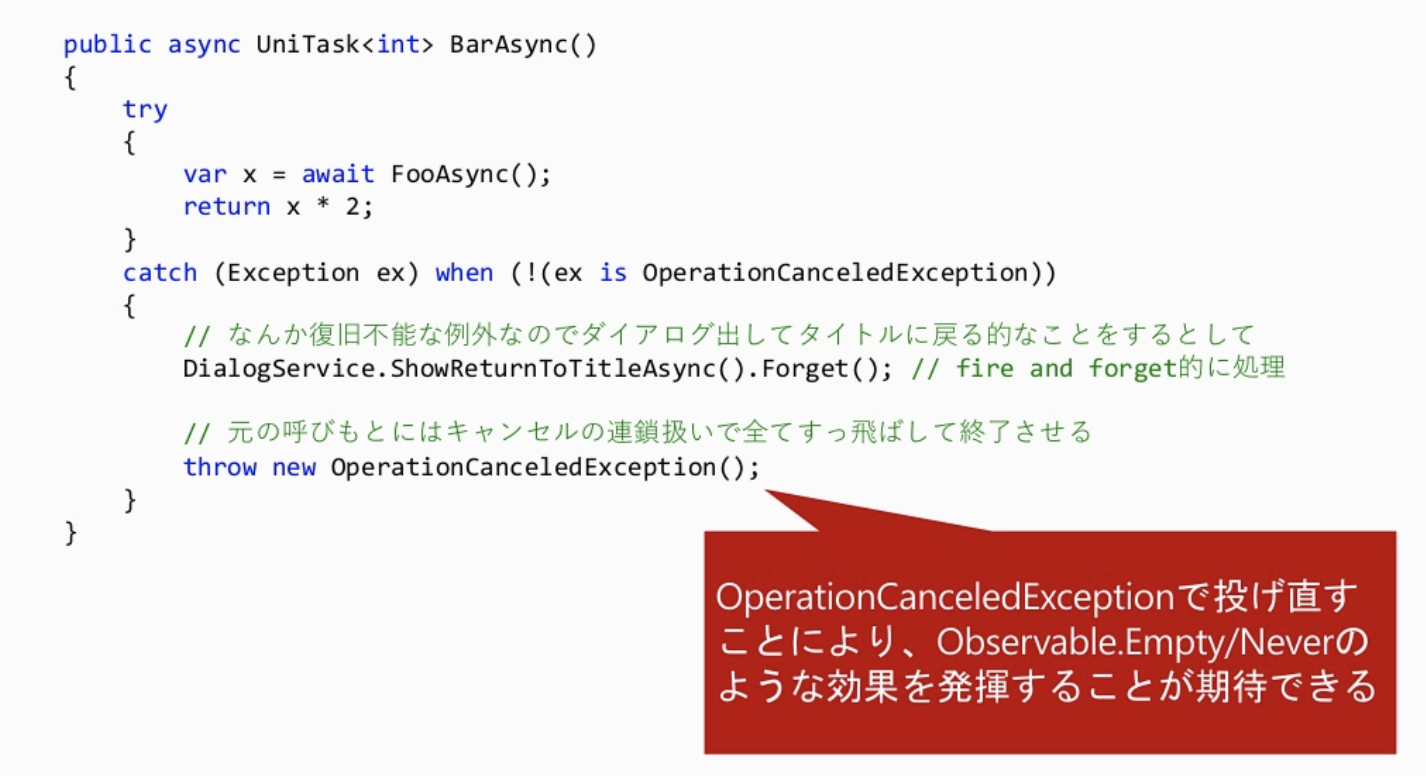 public async UniTask<int> BarAsync()
{
    try
    {
        var x = await FooAsync();
        return x * 2;
    }
    catch (Exception ex) when (!(ex is OperationCanceledException))
    {
        // なんか復旧不能な例外なのでダイアログ出してタイトルに戻る的なことをするとして
        DialogService.ShowReturnToTitleAsync().Forget(); // fire and forget的に処理

        // 元の呼びもとにはキャンセルの連鎖扱いで全てすっ飛ばして終了させる
        throw new OperationCanceledException();
    }
}
OperationCanceledExceptionで投げ直す
ことにより、Observable.Empty/Neverの
ような効果を発揮することが期待できる